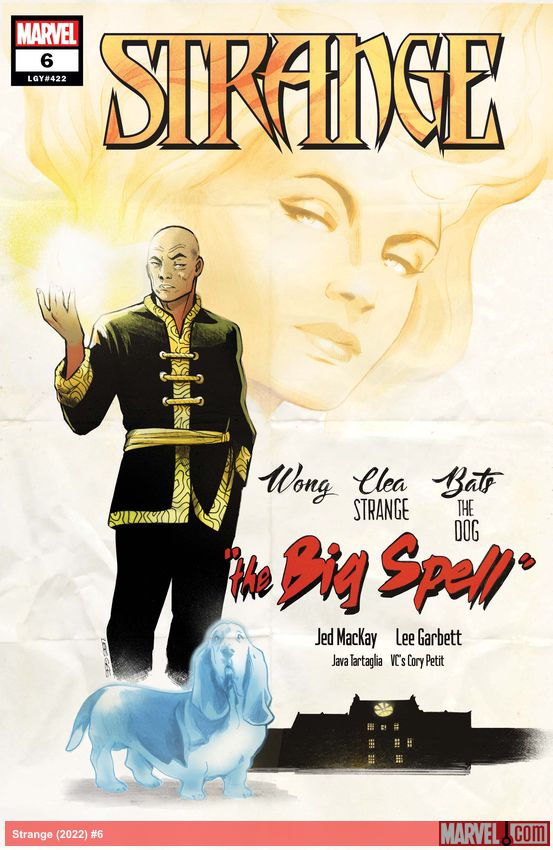 MARVEL
6
LGY#422
STRANGE
Wong Clea Bats
STRANGE THE
DOG
"the Big Spell"
Jed MacKay Lee Garbett
Java Tartaglia VC's Cory Petit
Strange (2022) #6
MARVEL.com